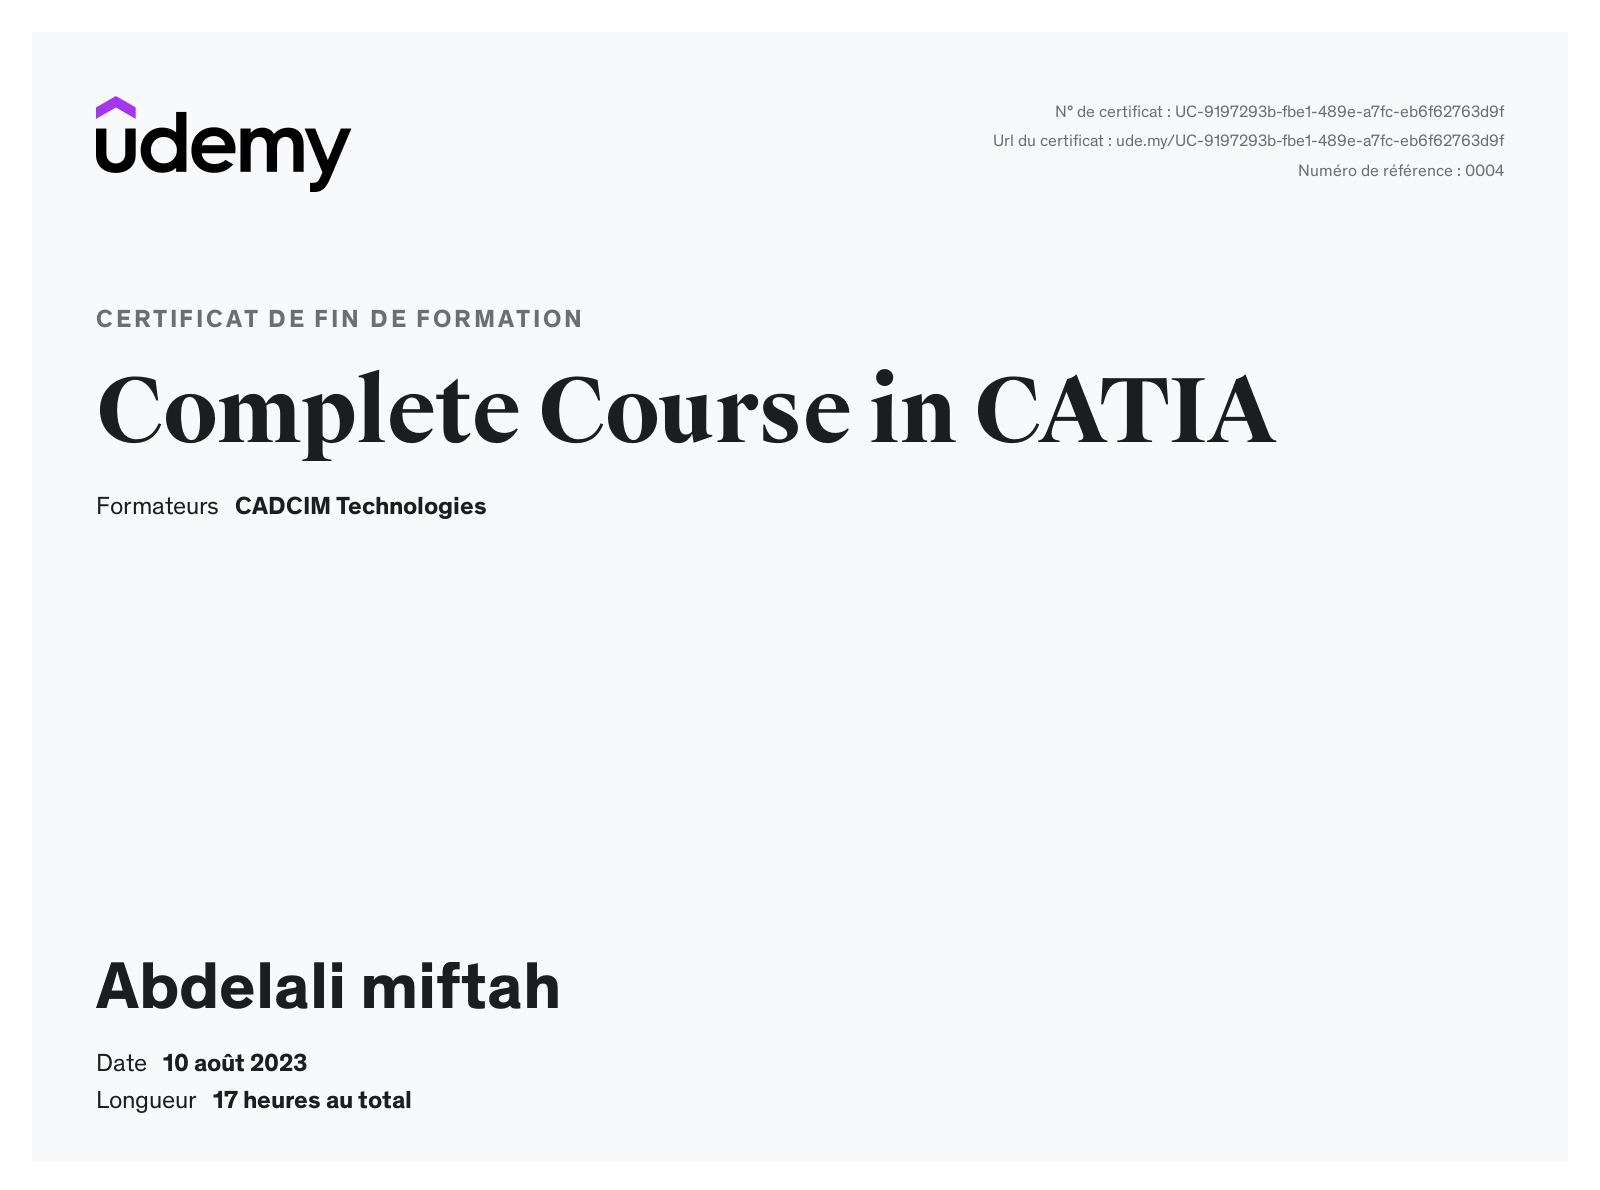 udemy
N° de certificat : UC-9197293b-fbe1-489e-a7fc-eb6f62763d9f
Url du certificat : ude.my/UC-9197293b-fbe1-489e-a7fc-eb6f62763d9f
Numéro de référence : 0004
CERTIFICAT DE FIN DE FORMATION
Complete Course in CATIA
Formateurs CADCIM Technologies
Abdelali miftah
Date 10 août 2023
Longueur 17 heures au total